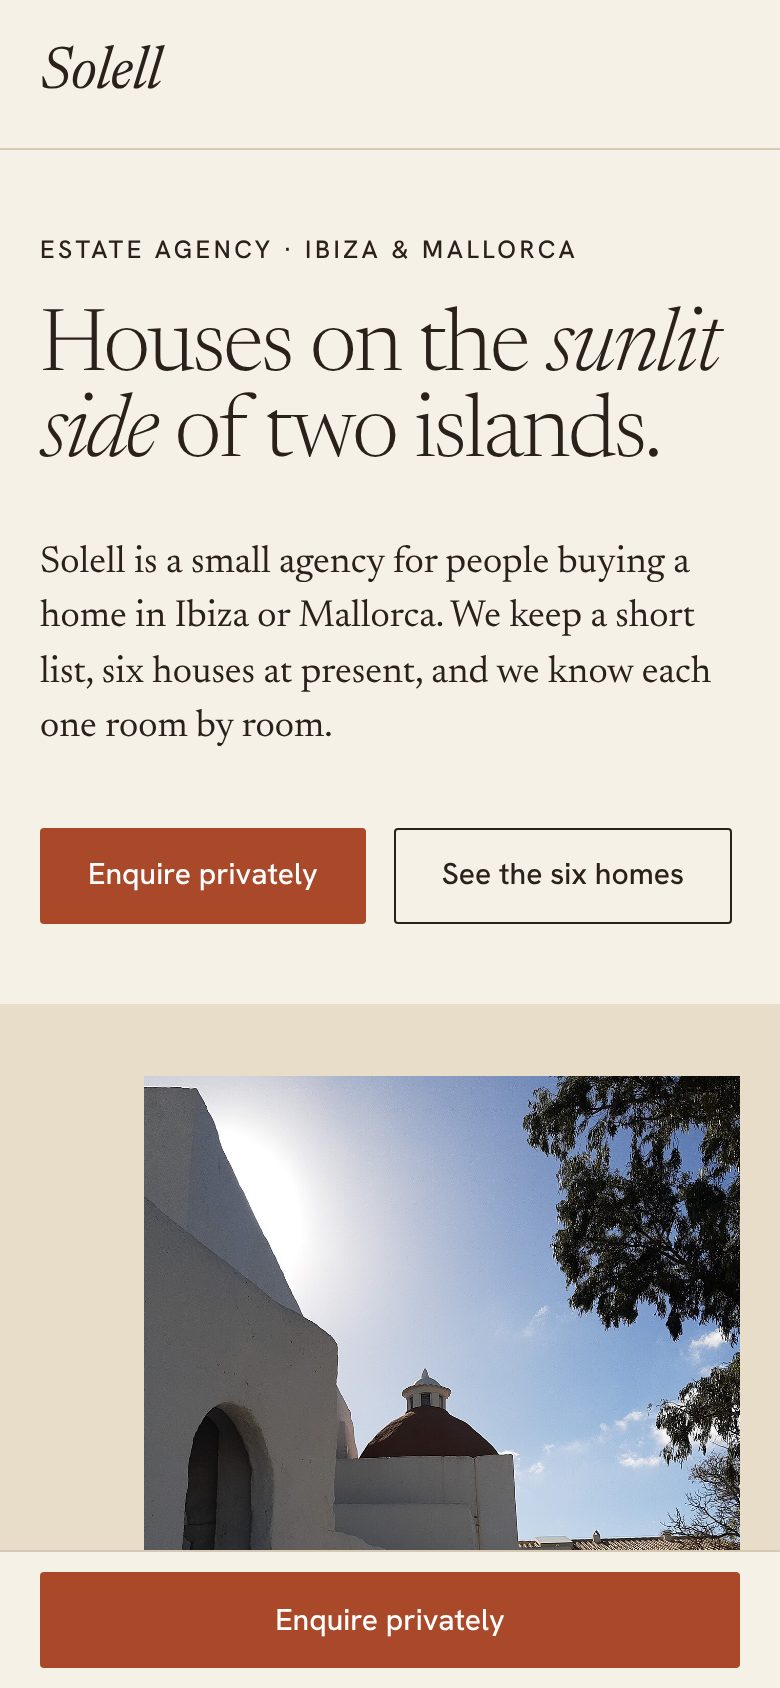 Solell
ESTATE AGENCY · IBIZA & MALLORCA
Houses on the sunlit
side of two islands.
Solell is a small agency for people buying a
home in Ibiza or Mallorca. We keep a short
list, six houses at present, and we know each
one room by room.
Enquire privately
See the six homes
Enquire privately